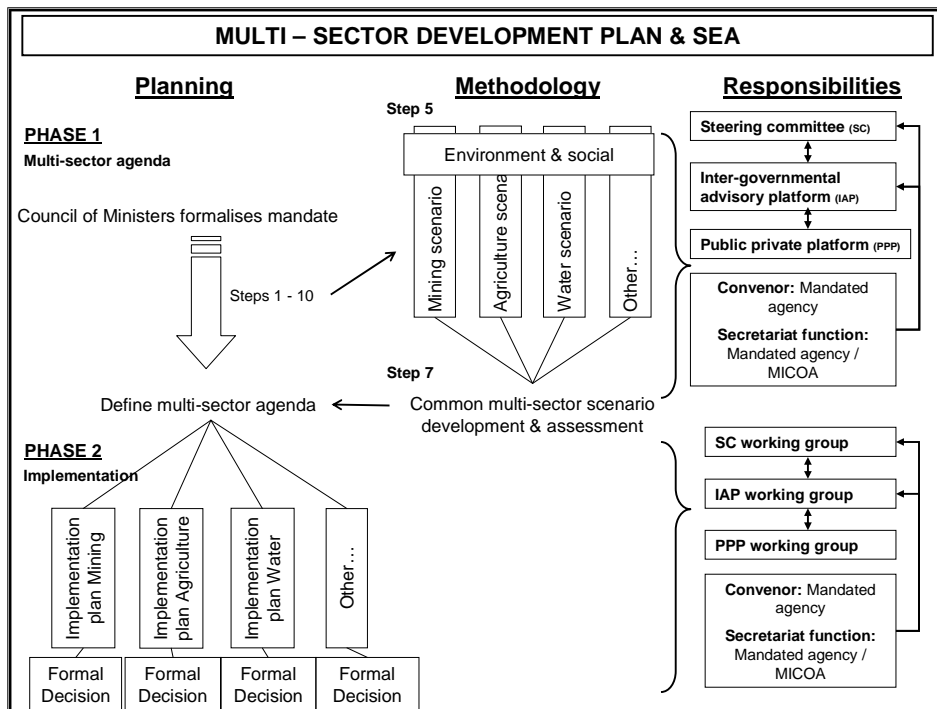 MULTI – SECTOR DEVELOPMENT PLAN & SEA
Planning
Methodology
Responsibilities
PHASE 1
Multi-sector agenda
Council of Ministers formalises mandate
Steps 1 - 10
Define multi-sector agenda
Step 5
Environment & social
Mining scenario
Agriculture scena
Water scenario
Other…
Step 7
Common multi-sector scenario
development & assessment
Steering committee (SC)
Inter-governmental
advisory platform (IAP)
Public private platform (PPP)
Convenor: Mandated
agency
Secretariat function:
Mandated agency /
MICOA
PHASE 2
Implementation
Implementation
plan Mining
Implementation
plan Agriculture
Implementation
plan Water
Other…
Formal
Decision
Formal
Decision
Formal
Decision
Formal
Decision
SC working group
IAP working group
PPP working group
Convenor: Mandated
agency
Secretariat function:
Mandated agency /
MICOA